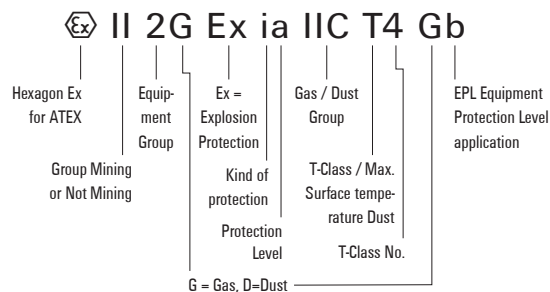 Ex II 2G Ex ia IIC T4 Gb
Hexagon Ex
for ATEX
Equip-
ment
Group
Ex =
Explosion
Protection
Gas / Dust
Group
EPL Equipment
Protection Level
application
Group Mining
or Not Mining
Kind of
protection
T-Class / Max.
Surface tempe-
rature Dust
Protection
Level
T-Class No.
G = Gas, D=Dust